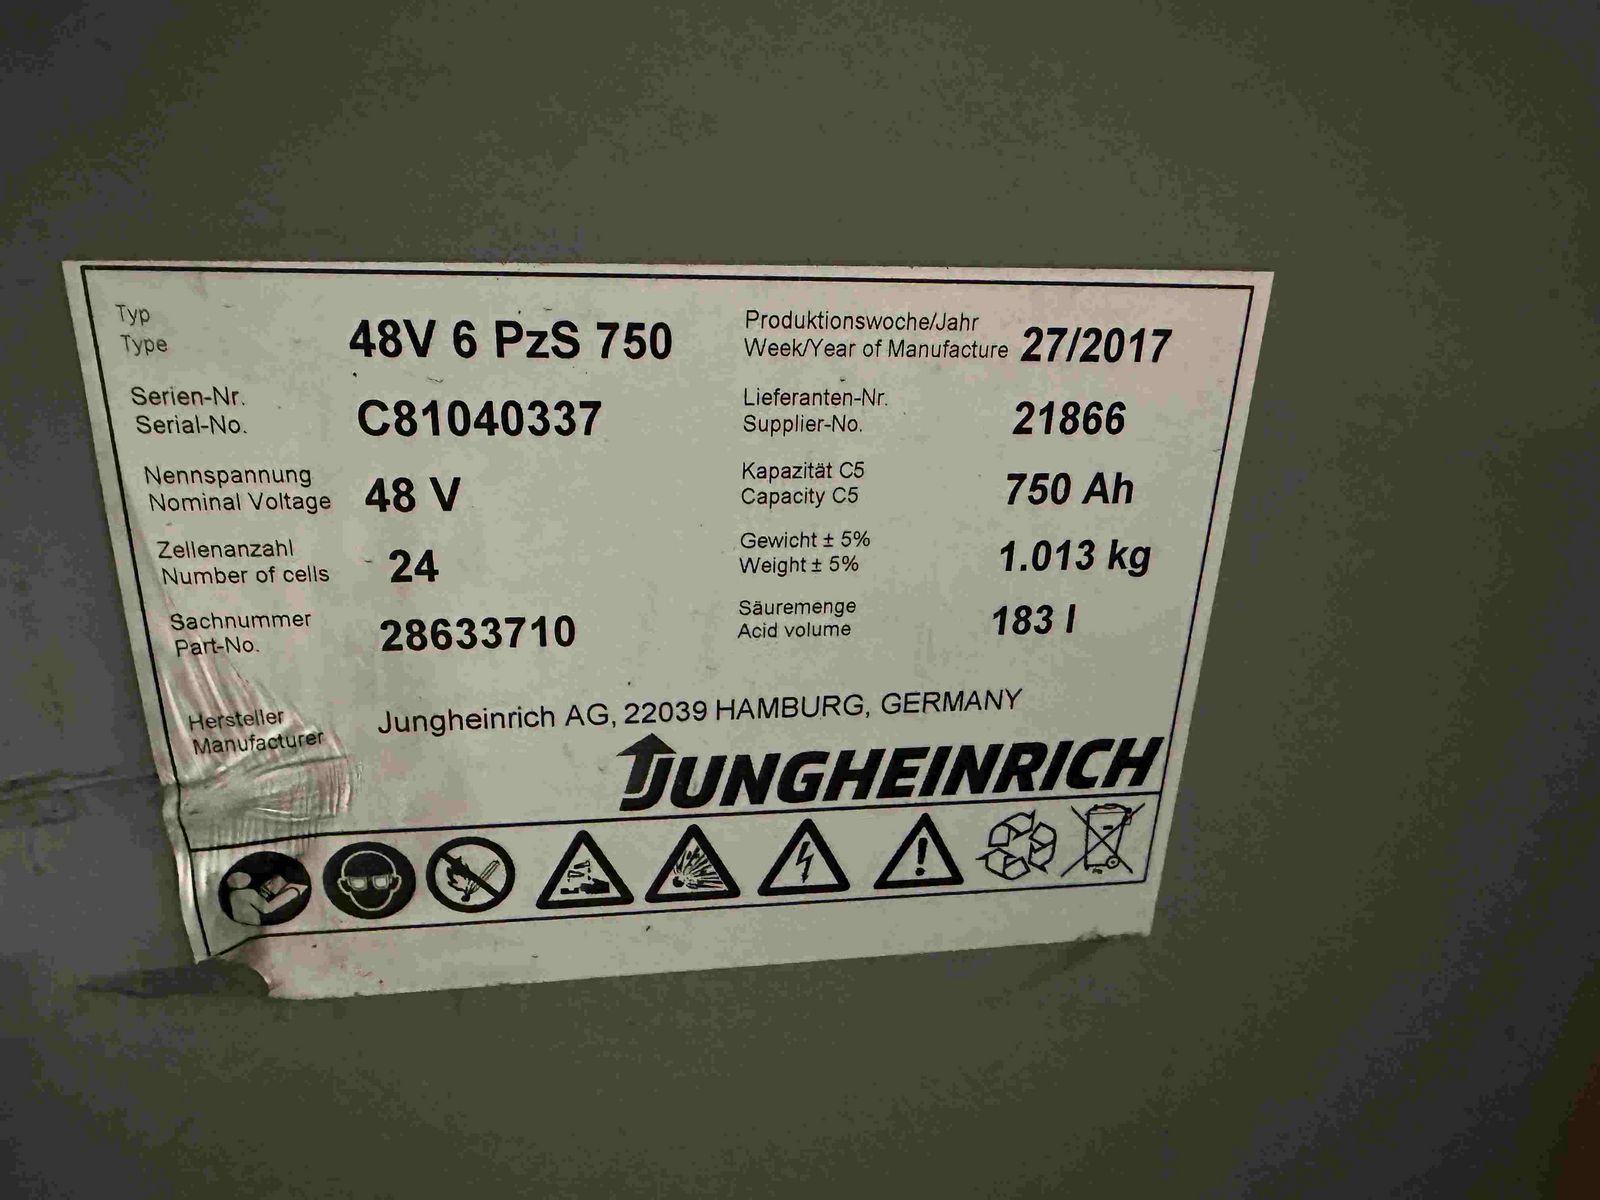 Typ
Type
48V 6 PzS 750
Produktionswoche/Jahr
Week/Year of Manufacture
27/2017
Serien-Nr.
Serial-No.
C81040337
Lieferanten-Nr.
Supplier-No.
21866
Nennspannung
Nominal Voltage
48 V
Kapazität C5
Capacity C5
750 Ah
Zellenanzahl
Number of cells
24
Gewicht ± 5%
Weight ± 5%
1.013 kg
Sachnummer
Part-No.
28633710
Säuremenge
Acid volume
183 l
Hersteller
Manufacturer
Jungheinrich AG, 22039 HAMBURG, GERMANY
JUNGHEINRICH